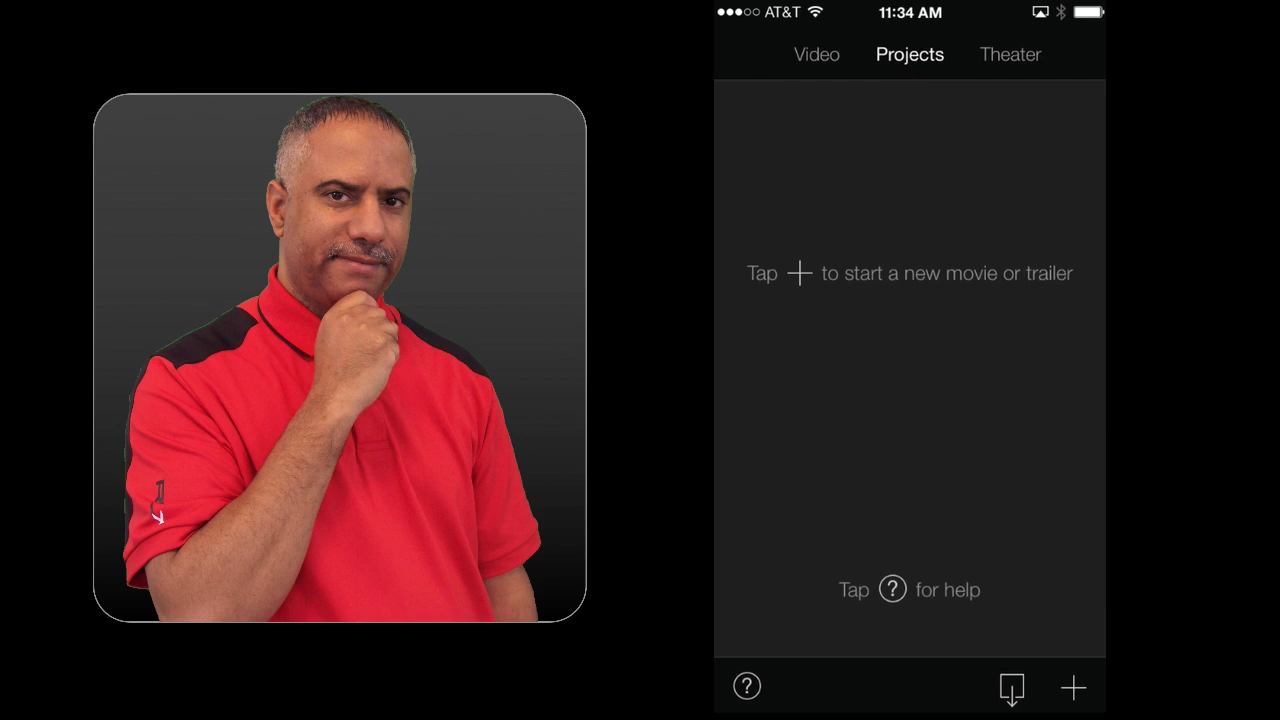 AT&T 11:34 AM
Video Projects Theater
Tap + to start a new movie or trailer
Tap ? for help
?